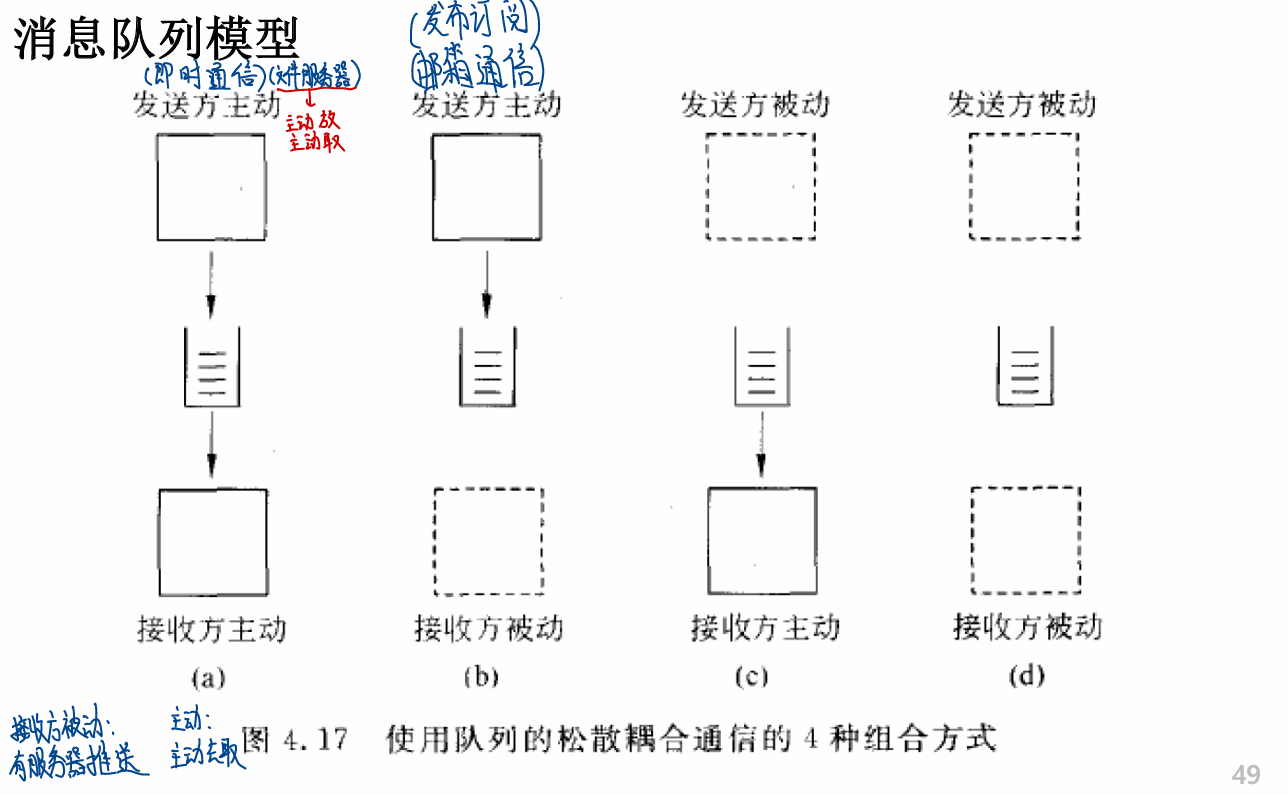 消息队列模型
(发布订阅)
(邮箱通信)
(即时通信)(文件服务器)
主动放
主动取
发送方主动
发送方主动
发送方被动
发送方被动
接收方主动
接收方被动
接收方主动
接收方被动
(a)
(b)
(c)
(d)
接收方被动:
有服务器推送
主动:
主动去取
图 4.17 使用队列的松散耦合通信的 4 种组合方式
49